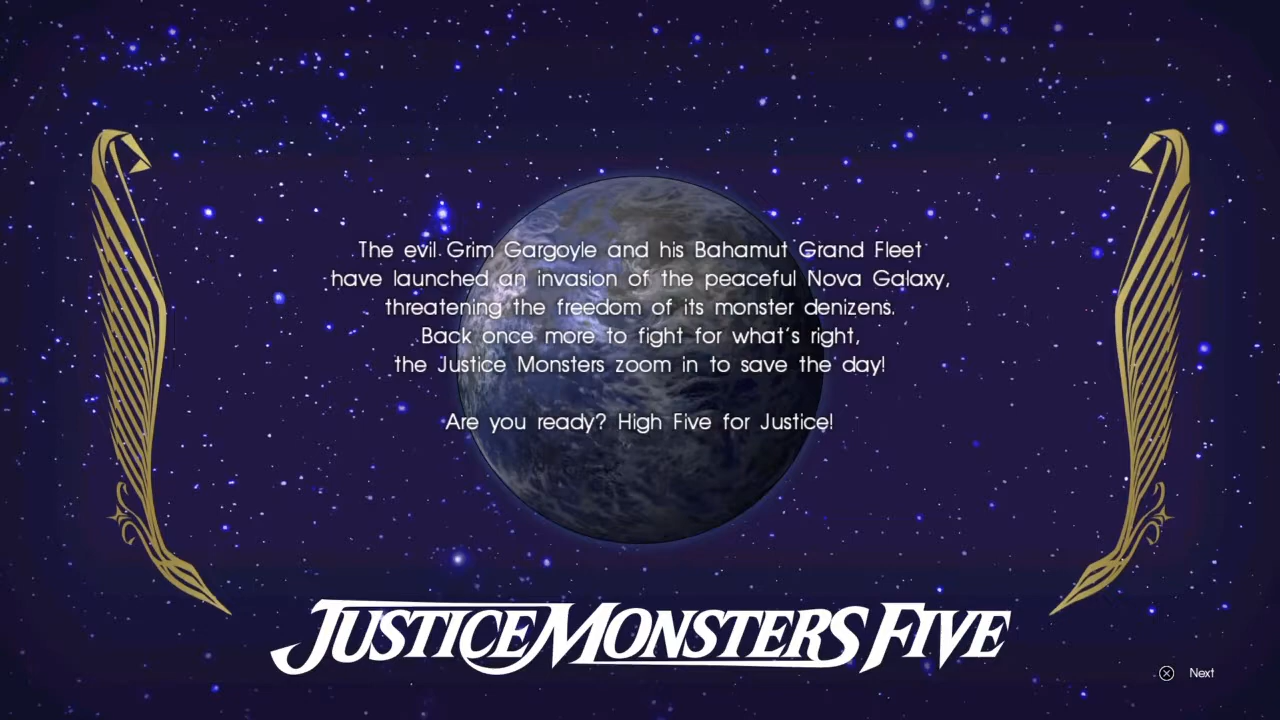 The evil Grim Gargoyle and his Bahamut Grand Fleet
have launched an invasion of the peaceful Nova Galaxy,
threatening the freedom of its monster denizens.
Back once more to fight for what's right,
the Justice Monsters zoom in to save the day!
Are you ready? High Five for Justice!
JUSTICE MONSTERS FIVE
Next